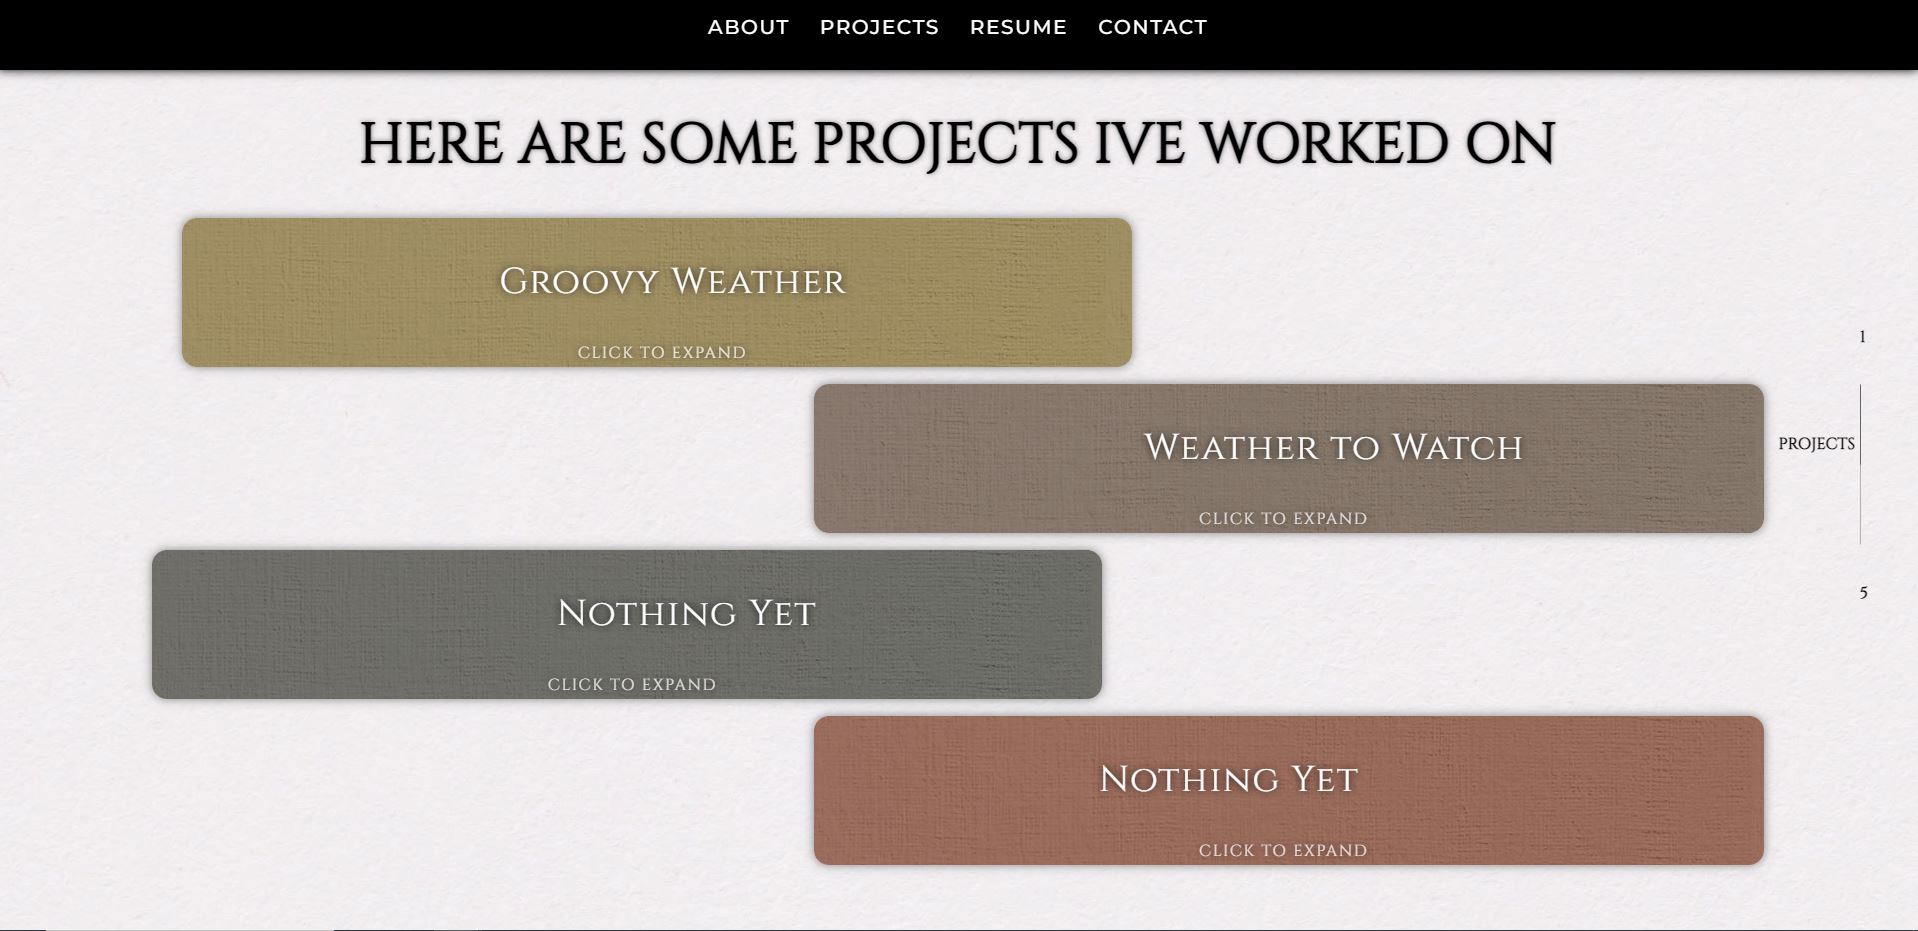 ABOUT PROJECTS RESUME CONTACT
HERE ARE SOME PROJECTS IVE WORKED ON
Groovy Weather
CLICK TO EXPAND
1
Weather to Watch
CLICK TO EXPAND
PROJECTS
5
Nothing Yet
CLICK TO EXPAND
Nothing Yet
CLICK TO EXPAND